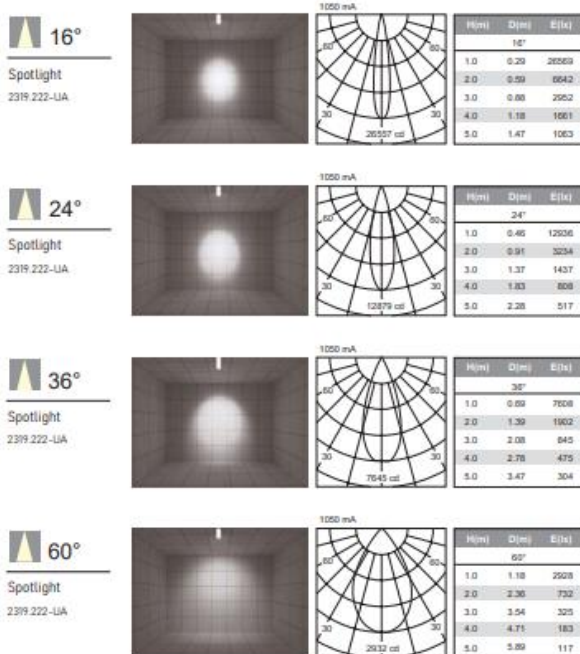 1050 mA
16°
Spotlight
2319.222-UA
60 60
30 30
26557 cd
H(m) D(m) E(lx)
16°
1.0 0.29 26569
2.0 0.59 6642
3.0 0.88 2952
4.0 1.18 1661
5.0 1.47 1063
1050 mA
24°
Spotlight
2319.222-UA
60 60
30 30
12879 cd
H(m) D(m) E(lx)
24°
1.0 0.46 12936
2.0 0.91 3234
3.0 1.37 1437
4.0 1.83 808
5.0 2.28 517
1050 mA
36°
Spotlight
2319.222-UA
60 60
30 30
7645 cd
H(m) D(m) E(lx)
36°
1.0 0.69 7608
2.0 1.39 1902
3.0 2.08 845
4.0 2.78 475
5.0 3.47 304
1050 mA
60°
Spotlight
2319.222-UA
60 60
30 30
2932 cd
H(m) D(m) E(lx)
60°
1.0 1.18 2928
2.0 2.36 732
3.0 3.54 325
4.0 4.71 183
5.0 5.89 117